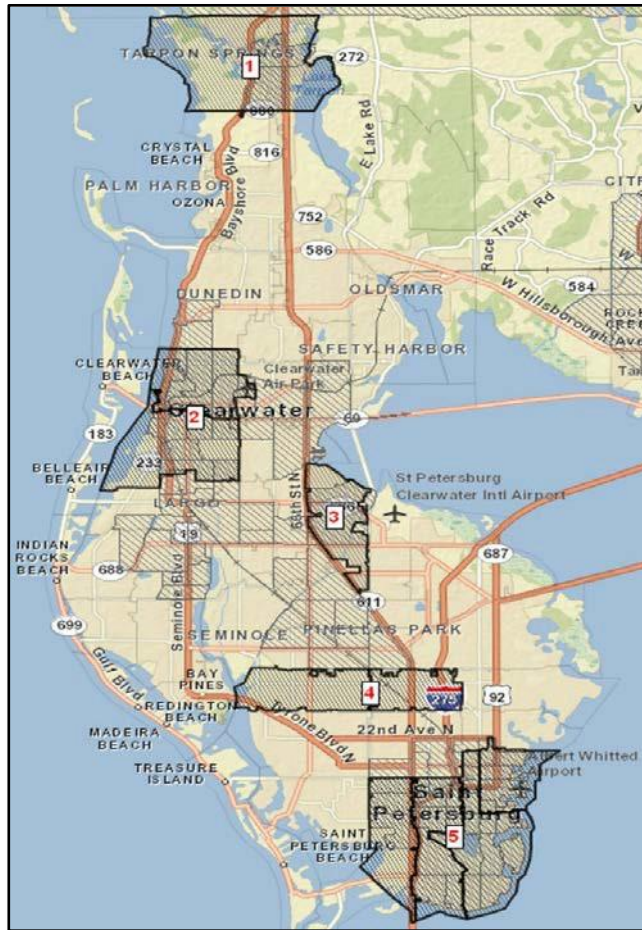 TARPON SPRINGS
272
1
CRYSTAL
BEACH
816
E Lake Rd
PALM HARBOR
OZONA
Bayshore Blvd
752
586
Race Track Rd
584
W Hillsborough
Ave
DUNEDIN
OLDSMAR
SAFETY HARBOR
CLEARWATER
BEACH
Clearwater
Air Park
Clearwater
2
60
183
233
BELLEAIR
BEACH
LARGO
66th St N
St Petersburg
Clearwater Intl Airport
3
19
INDIAN
ROCKS
BEACH
688
687
Seminole Blvd
611
699
SEMINOLE
PINELLAS PARK
Gulf Blvd
BAY
PINES
4
275
92
REDINGTON
BEACH
Tyrone Blvd N
22nd Ave N
MADEIRA
BEACH
Albert Whitted
Airport
TREASURE
ISLAND
Saint
Petersburg
5
SAINT
PETERSBURG
BEACH